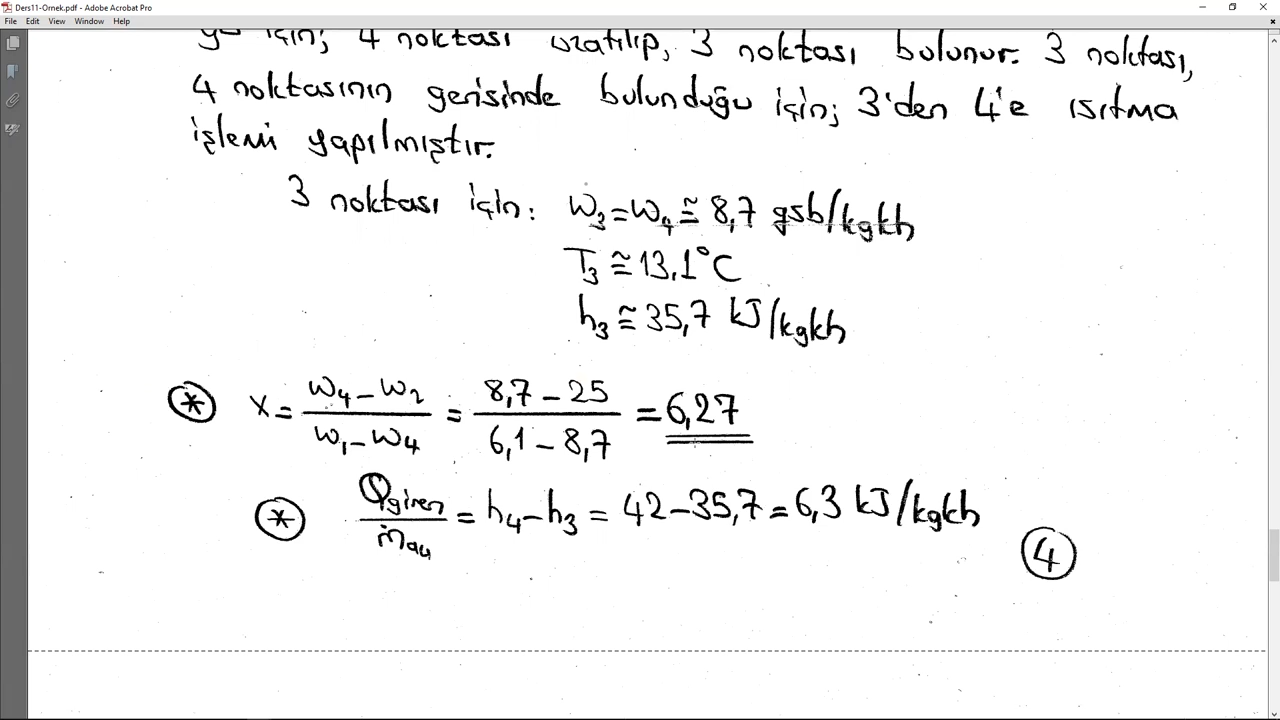 Ders11-Ornek.pdf - Adobe Acrobat Pro
File Edit View Window Help
için; 4 noktası uzatılıp, 3 noktası bulunur. 3 noktası,
4 noktasının gerisinde bulunduğu için; 3'den 4'e ısıtma
işlemi yapılmıştır.
3 noktası için: w₃=w₄≅8,7 gsb/kgkh
T₃≅13,1°C
h₃≅35,7 kJ/kgkh
* x = (w₄-w₂)/(w₁-w₄) = (8,7-25)/(6,1-8,7) = 6,27
* Q̇giren/ṁa4 = h₄-h₃ = 42-35,7 = 6,3 kJ/kgkh
4